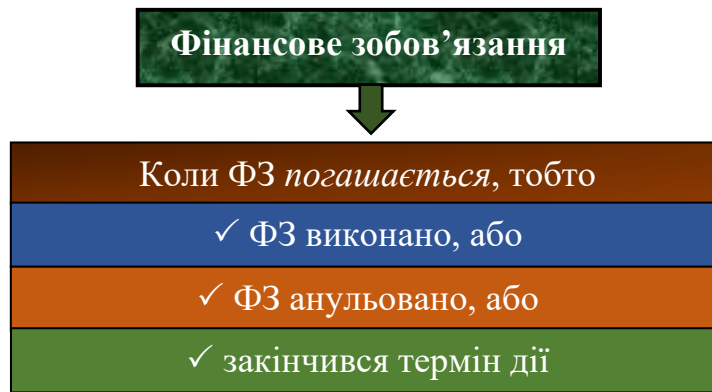 Фінансове зобов’язання
Коли ФЗ погашається, тобто
✓ ФЗ виконано, або
✓ ФЗ анульовано, або
✓ закінчився термін дії